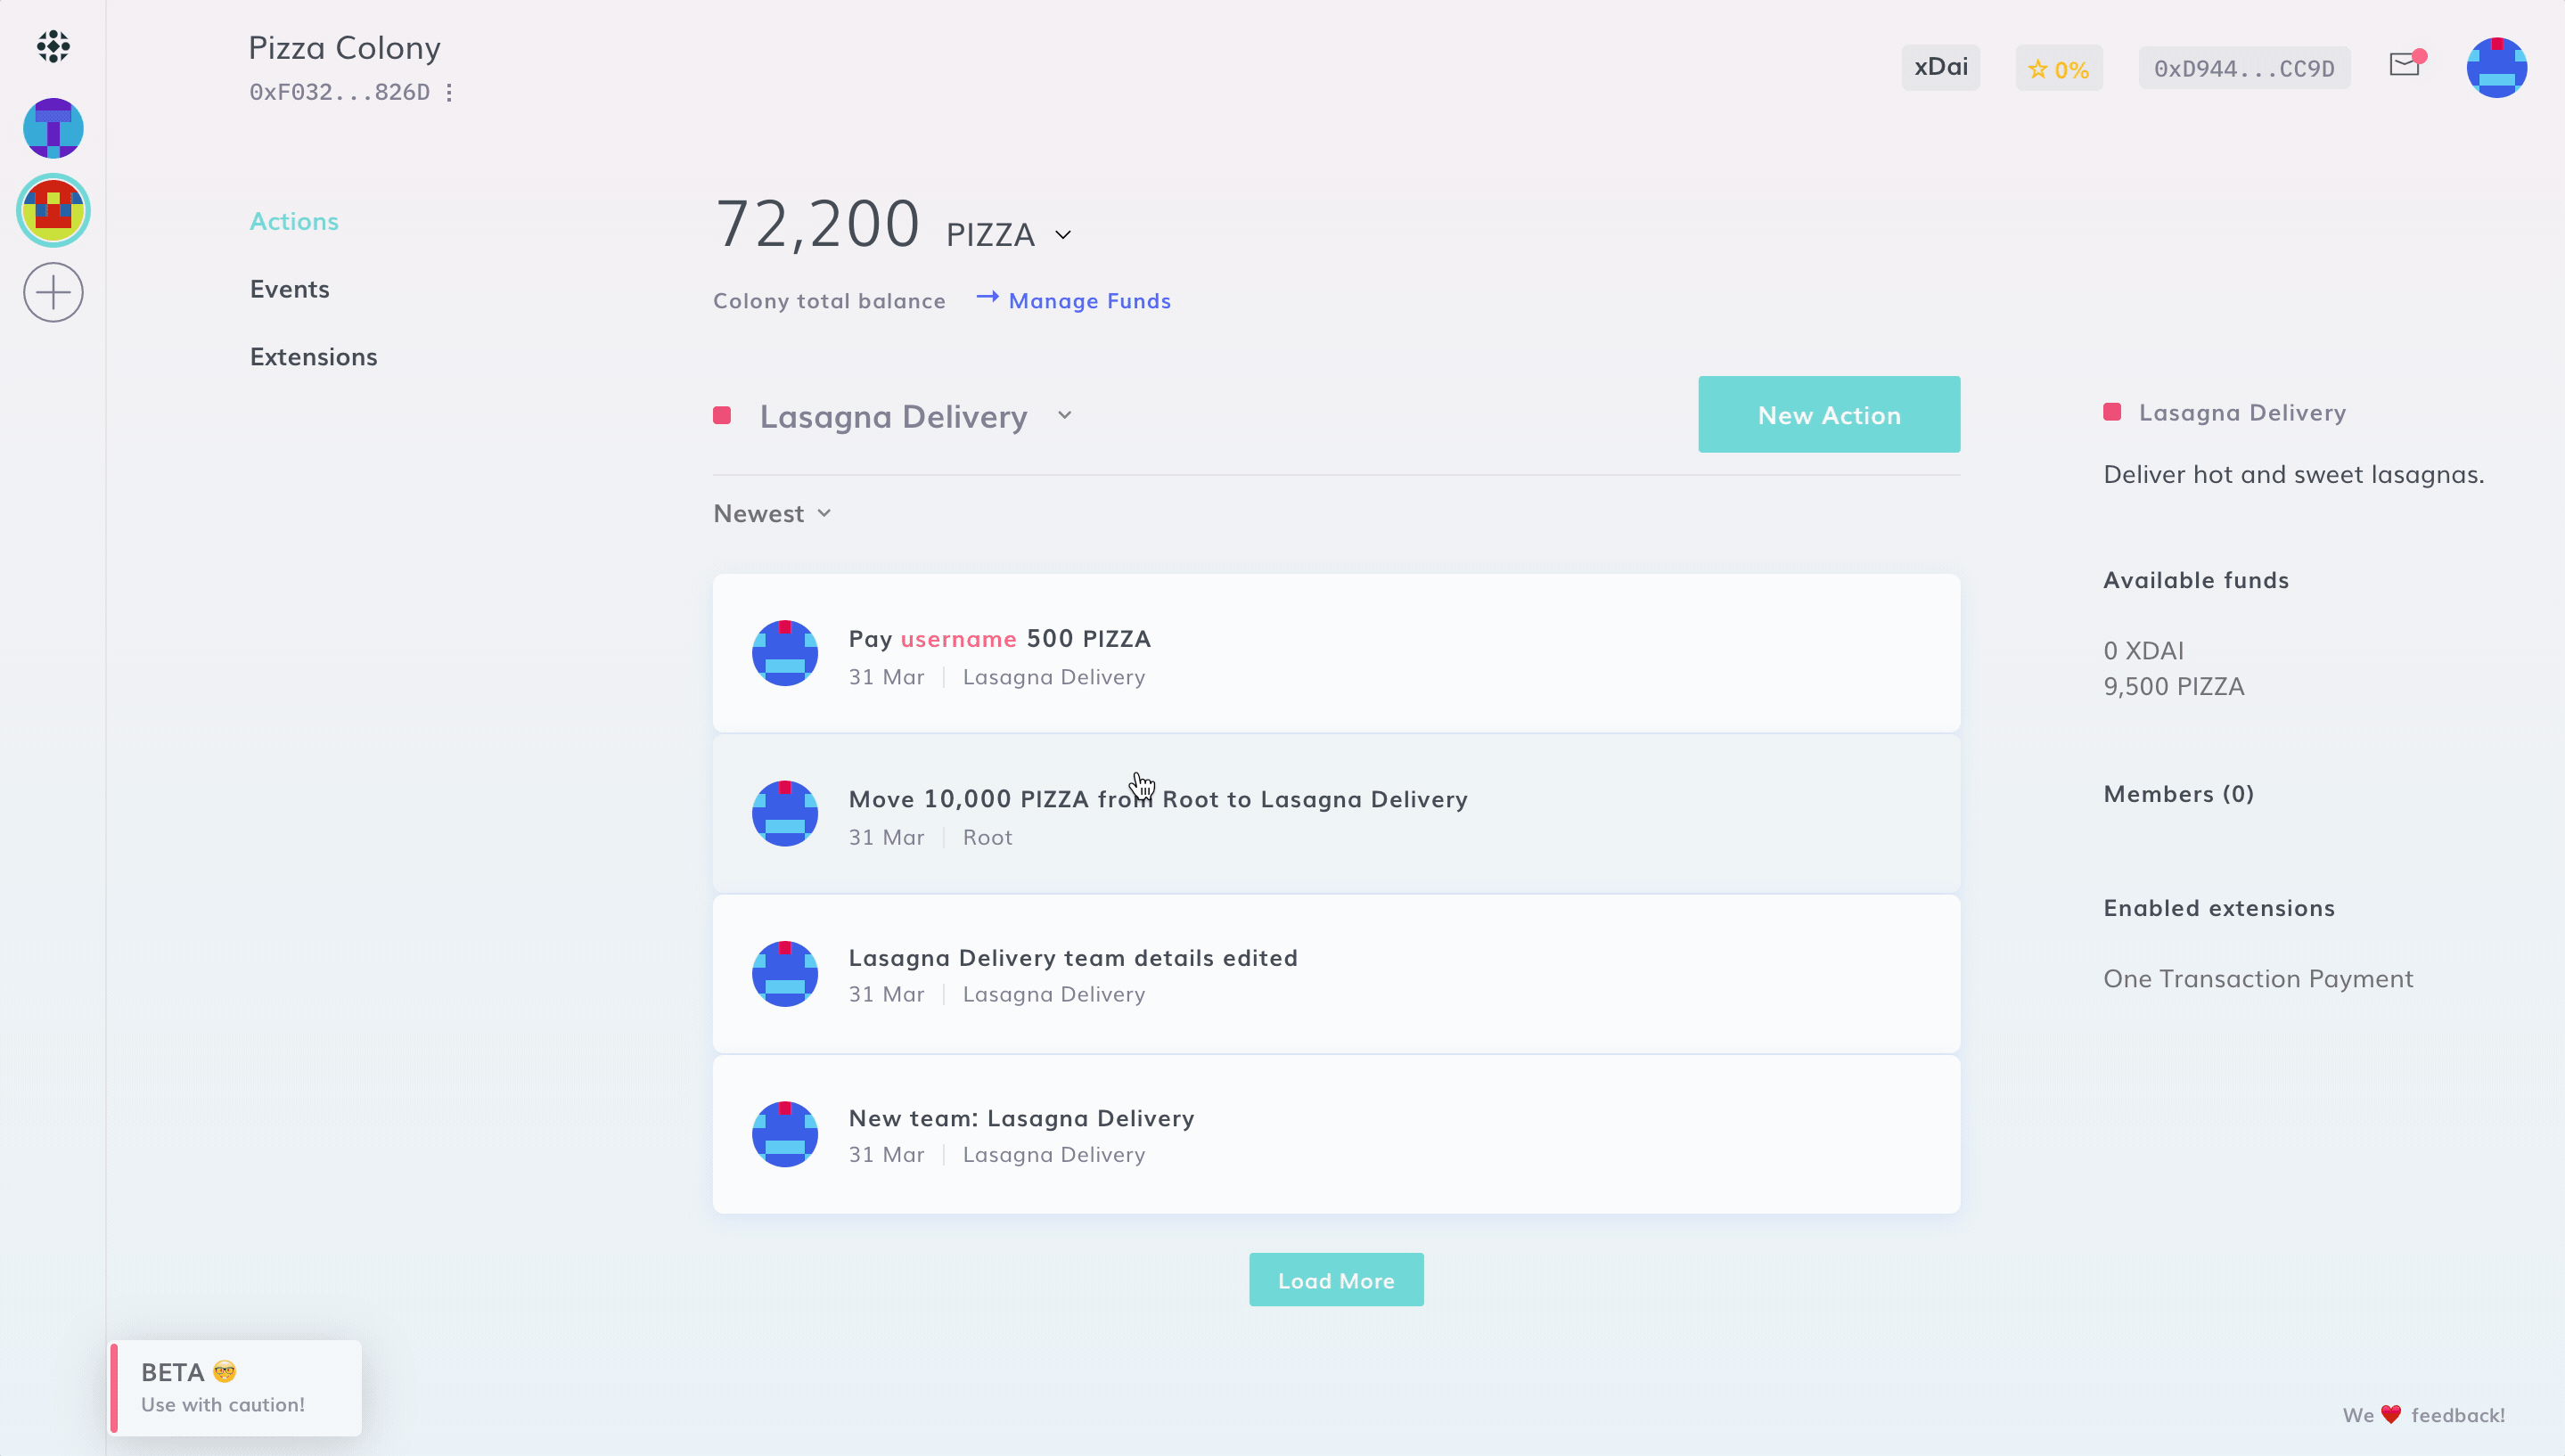 Pizza Colony
0xF032...826D
xDai
0%
0xD944...CC9D
Actions
Events
Extensions
72,200 PIZZA
Colony total balance
Manage Funds
Lasagna Delivery
New Action
Newest
Pay username 500 PIZZA
31 Mar
Lasagna Delivery
Move 10,000 PIZZA from Root to Lasagna Delivery
31 Mar
Root
Lasagna Delivery team details edited
31 Mar
Lasagna Delivery
New team: Lasagna Delivery
31 Mar
Lasagna Delivery
Load More
Lasagna Delivery
Deliver hot and sweet lasagnas.
Available funds
0 XDAI
9,500 PIZZA
Members (0)
Enabled extensions
One Transaction Payment
BETA 🤓
Use with caution!
We ❤️ feedback!